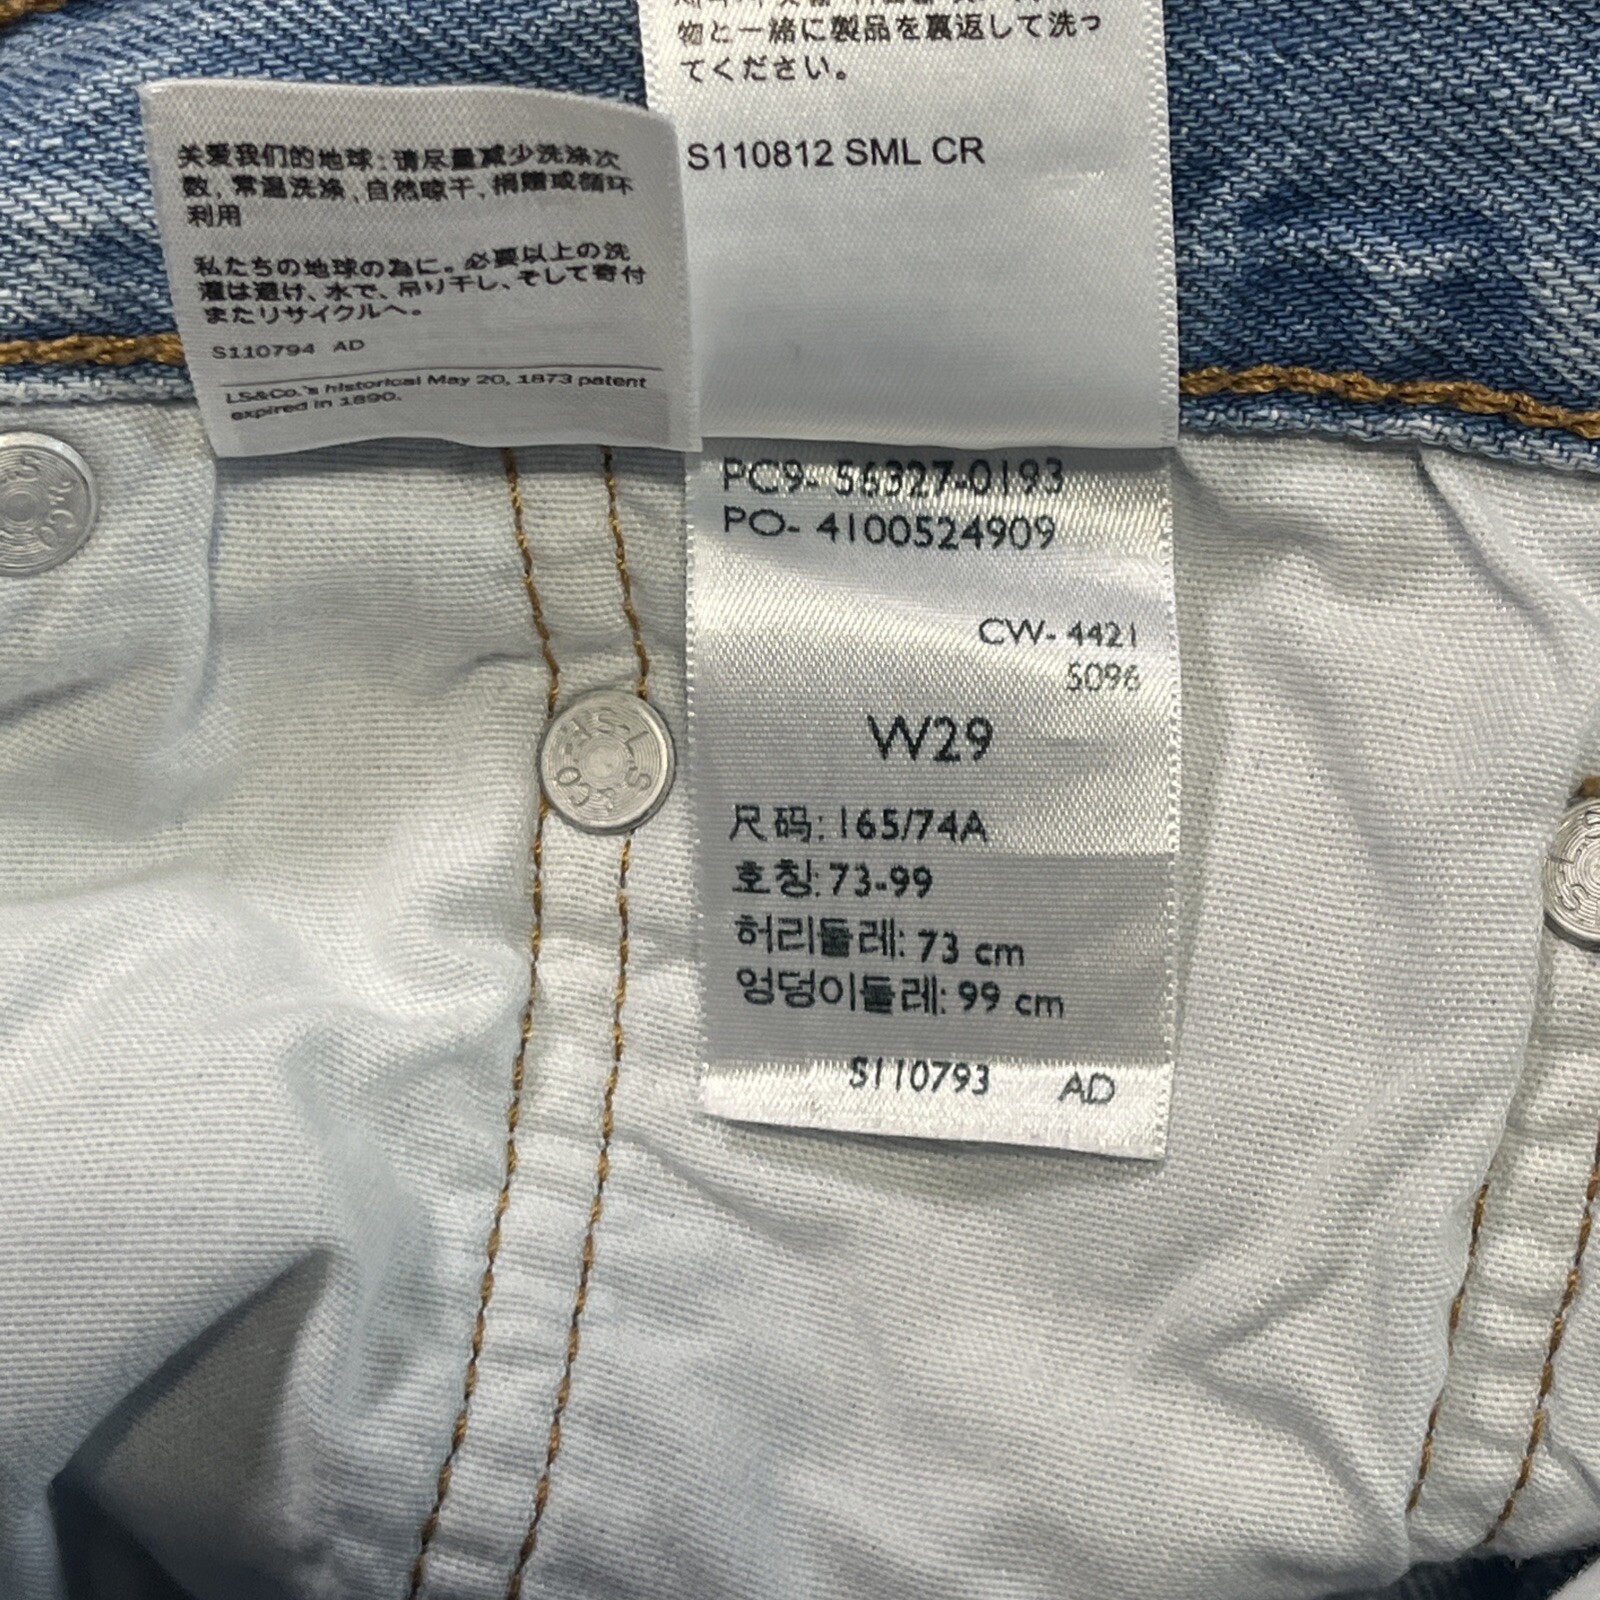 物と一緒に製品を裏返して洗っ
てください。
S110812 SML CR
关爱我们的地球: 请尽量减少洗涤次
数, 常温洗涤, 自然晾干, 捐赠或循环
利用
私たちの地球の為に。必要以上の洗
濯は避け、水で、吊り干し、そして寄付
またリサイクルへ。
S110794 AD
LS&Co.'s historical May 20, 1873 patent
expired in 1890.
PC9- 56327-0193
PO- 4100524909
CW- 4421
5096
W29
尺码: 165/74A
호칭: 73-99
허리둘레: 73 cm
엉덩이둘레: 99 cm
S110793 AD